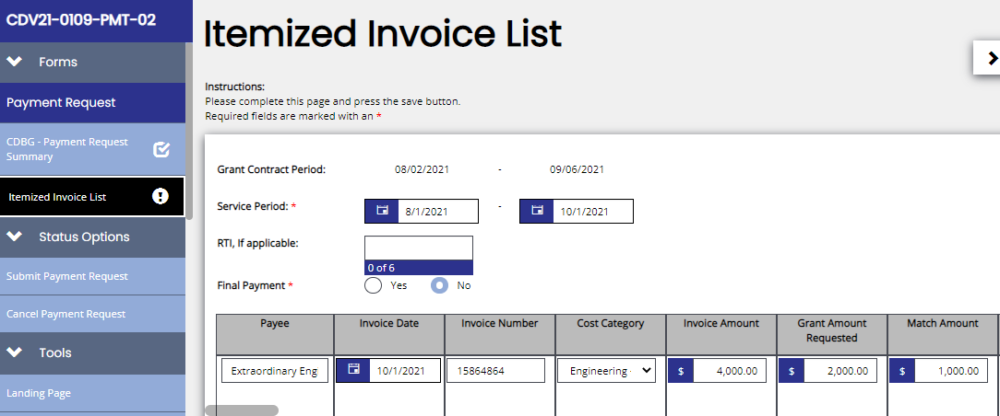 CDV21-0109-PMT-02
Forms
Payment Request
CDBG - Payment Request
Summary
Itemized Invoice List
Status Options
Submit Payment Request
Cancel Payment Request
Tools
Landing Page
Itemized Invoice List
Instructions:
Please complete this page and press the save button.
Required fields are marked with an *
Grant Contract Period: 08/02/2021 - 09/06/2021
Service Period: * 8/1/2021 - 10/1/2021
RTI, If applicable:
0 of 6
Final Payment * Yes No
Payee Invoice Date Invoice Number Cost Category Invoice Amount Grant Amount Requested Match Amount
Extraordinary Eng 10/1/2021 15864864 Engineering $ 4,000.00 $ 2,000.00 $ 1,000.00